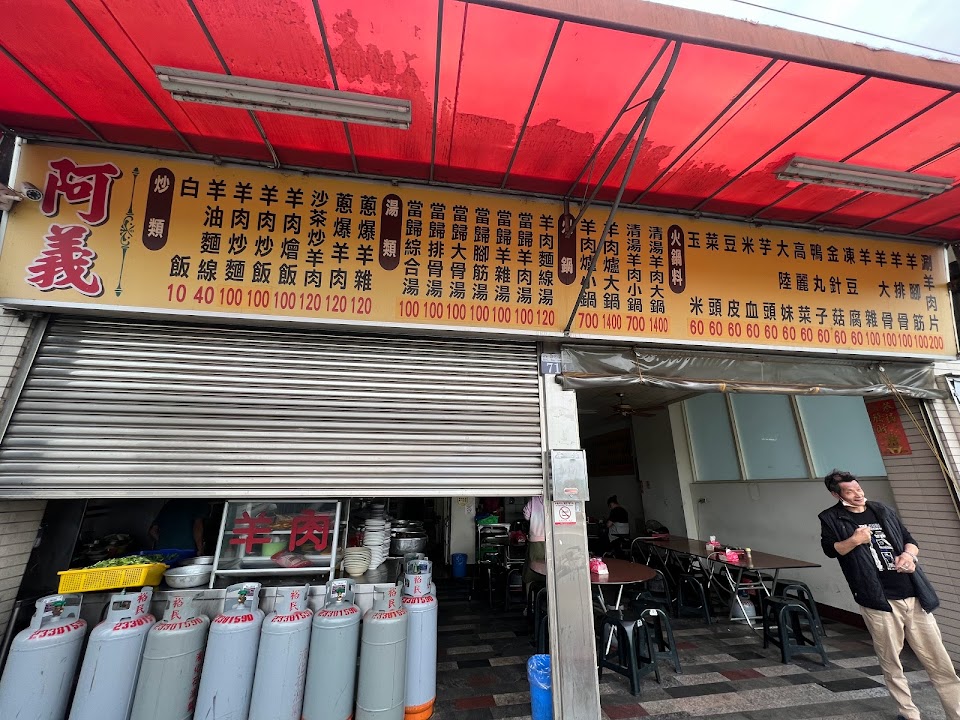 阿義
炒類
白飯 10
羊油麵線 40
羊肉炒麵 100
羊肉炒飯 100
羊肉燴飯 100
沙茶炒羊肉 120
蔥爆羊肉 120
蔥爆羊雜 120
湯類
當歸綜合湯 100
當歸排骨湯 100
當歸大骨湯 100
當歸腳筋湯 100
當歸羊雜湯 100
當歸羊肉湯 100
羊肉麵線湯 120
鍋
羊肉爐小鍋 700
羊肉爐大鍋 1400
清湯羊肉小鍋 700
清湯羊肉大鍋 1400
火鍋料
玉米 60
菜頭 60
豆皮 60
米血 60
芋頭 60
大陸妹 60
高麗菜 60
鴨丸子 60
金針菇 60
凍豆腐 60
羊雜 100
羊大骨 100
羊排骨 100
羊腳筋 100
涮羊肉片 200
71
羊肉
裕民
裕民
裕民